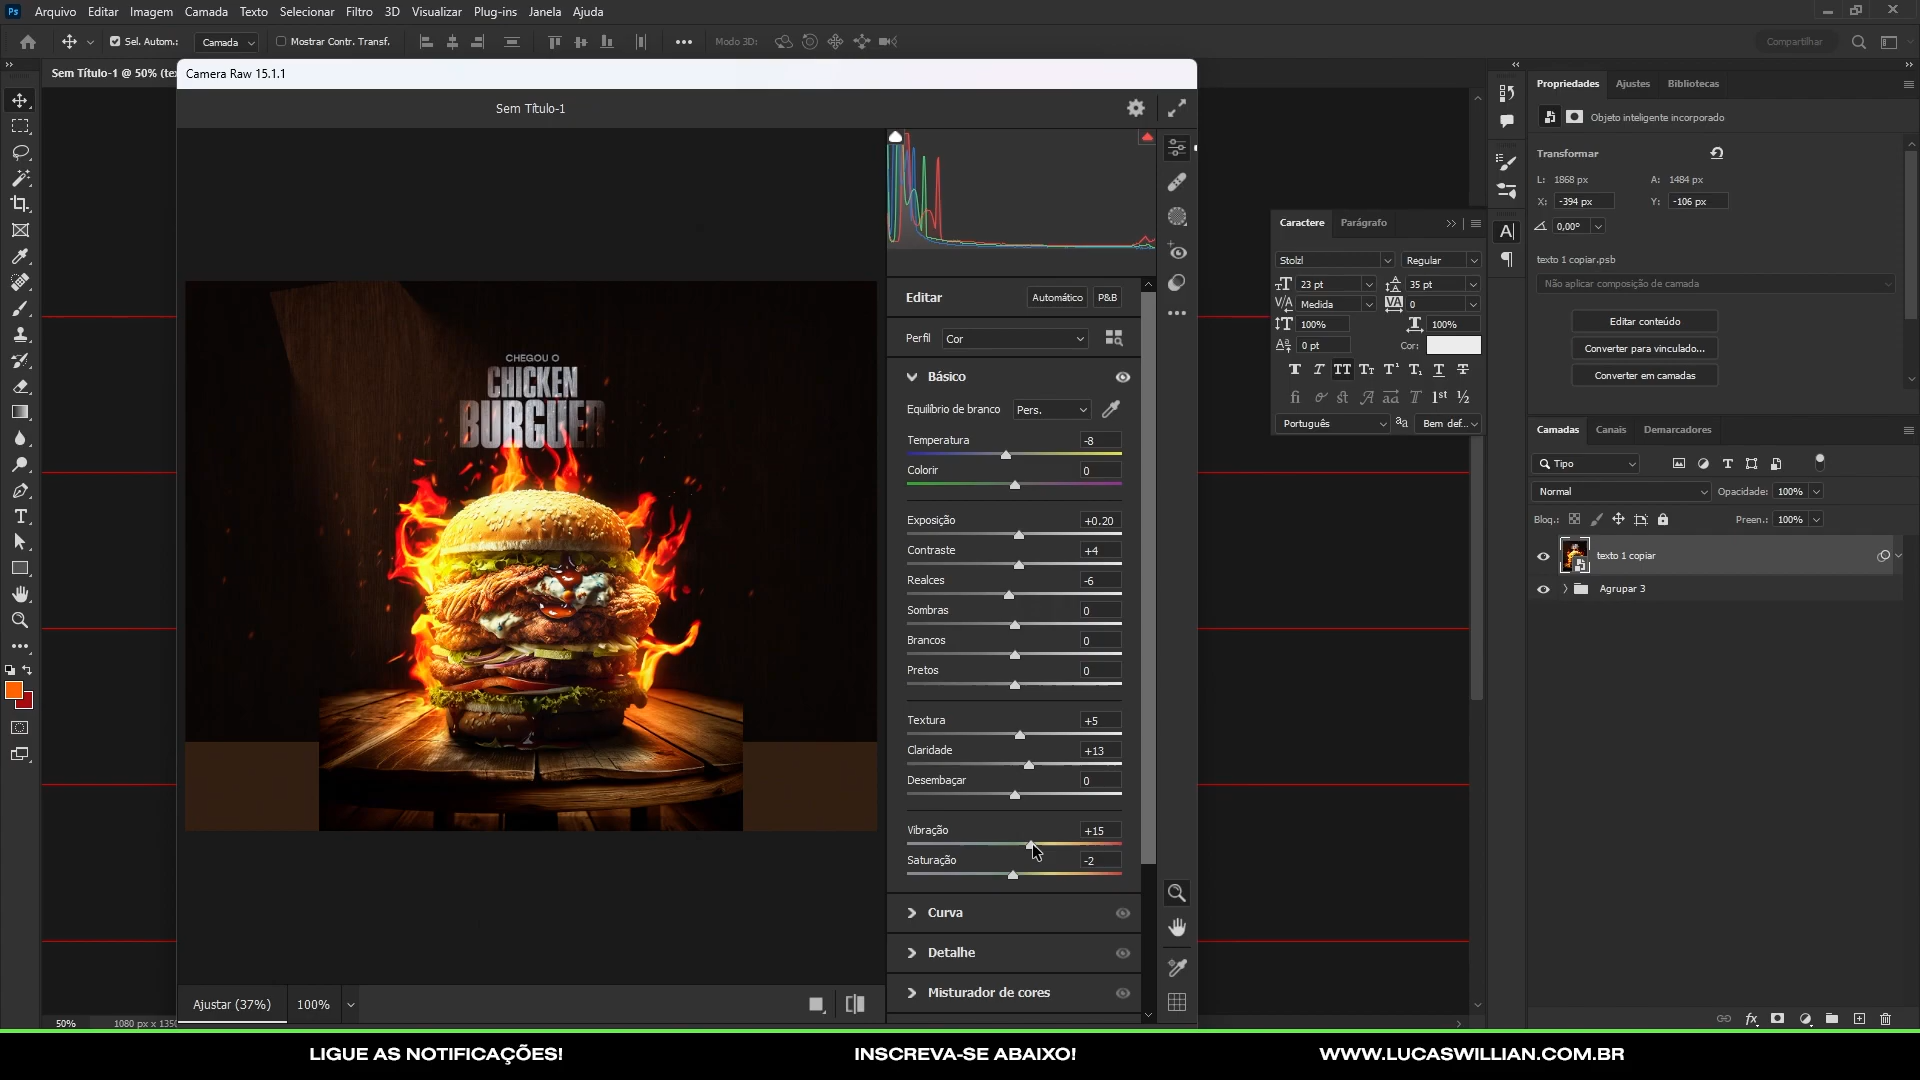 Ps Arquivo Editar Imagem Camada Texto Selecionar Filtro 3D Visualizar Plug-ins Janela Ajuda
Sel. Autom.: Camada Mostrar Contr. Transf. Modo 3D: Compartilhar
Sem Título-1 @ 50% (te
Camera Raw 15.1.1
Sem Título-1
CHEGOU O
CHICKEN
BURGUER
Editar Automático P&B
Perfil Cor
Básico
Equilíbrio de branco Pers.
Temperatura -8
Colorir 0
Exposição +0.20
Contraste +4
Realces -6
Sombras 0
Brancos 0
Pretos 0
Textura +5
Claridade +13
Desembaçar 0
Vibração +15
Saturação -2
Curva
Detalhe
Misturador de cores
Ajustar (37%) 100%
50% 1080 px x 135
Caractere Parágrafo
Stolzl Regular
23 pt 35 pt
Medida 0
100% 100%
0 pt Cor:
Português aa Bem def...
Propriedades Ajustes Bibliotecas
Objeto inteligente incorporado
Transformar
L: 1868 px A: 1484 px
X: -394 px Y: -106 px
0,00°
texto 1 copiar.psb
Não aplicar composição de camada
Editar conteúdo
Converter para vinculado...
Converter em camadas
Camadas Canais Demarcadores
Tipo
Normal Opacidade: 100%
Bloq.: Preen.: 100%
texto 1 copiar
Agrupar 3
LIGUE AS NOTIFICAÇÕES! INSCREVA-SE ABAIXO! WWW.LUCASWILLIAN.COM.BR